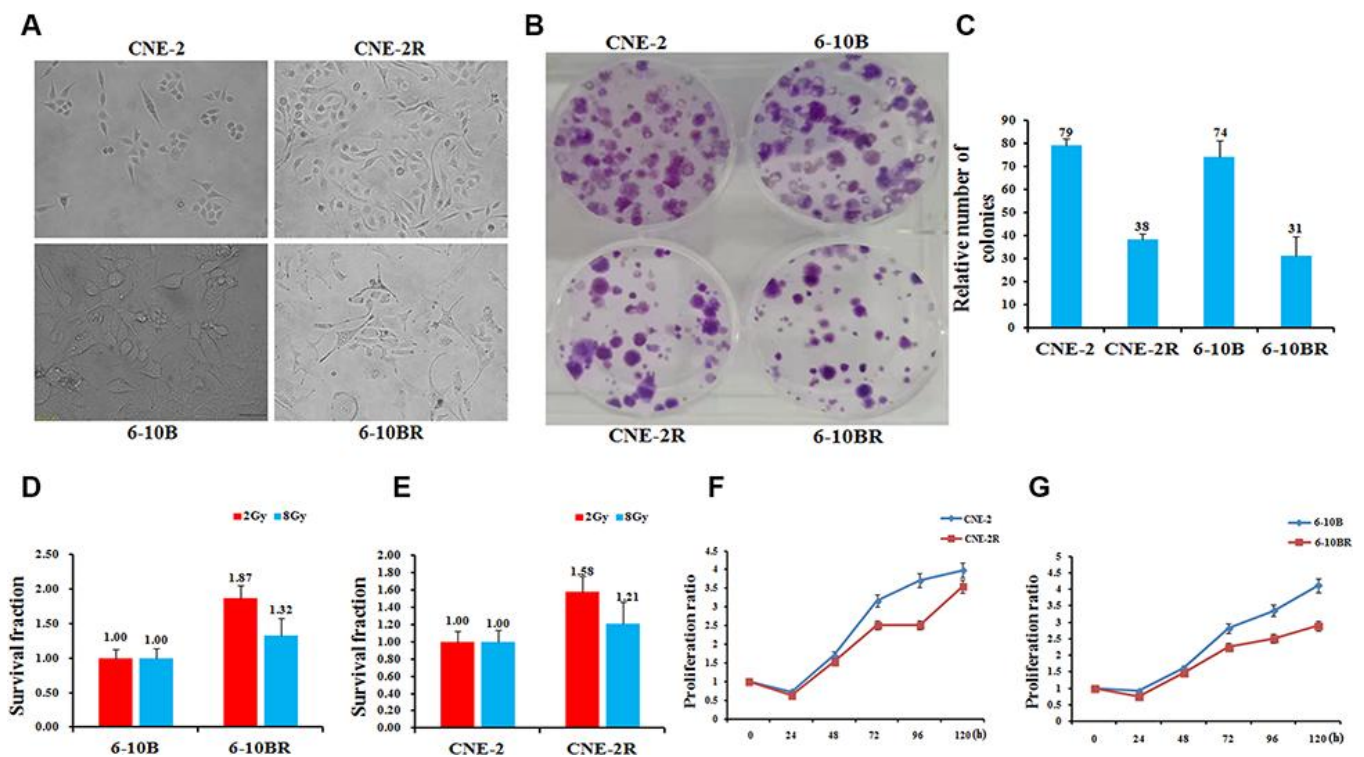 A
CNE-2
CNE-2R
6-10B
6-10BR
B
CNE-2
6-10B
CNE-2R
6-10BR
C
Relative number of
colonies
90
80
70
60
50
40
30
20
10
0
79
38
74
31
CNE-2
CNE-2R
6-10B
6-10BR
D
2Gy
8Gy
Survival fraction
2.50
2.00
1.50
1.00
0.50
0.00
1.00
1.00
1.87
1.32
6-10B
6-10BR
E
2Gy
8Gy
Survival fraction
2.00
1.80
1.60
1.40
1.20
1.00
0.80
0.60
0.40
0.20
0.00
1.00
1.00
1.58
1.21
CNE-2
CNE-2R
F
CNE-2
CNE-2R
Proliferation ratio
4.5
4
3.5
3
2.5
2
1.5
1
0.5
0
0
24
48
72
96
120(h)
G
6-10B
6-10BR
Proliferation ratio
5
4.5
4
3.5
3
2.5
2
1.5
1
0.5
0
0
24
48
72
96
120(h)